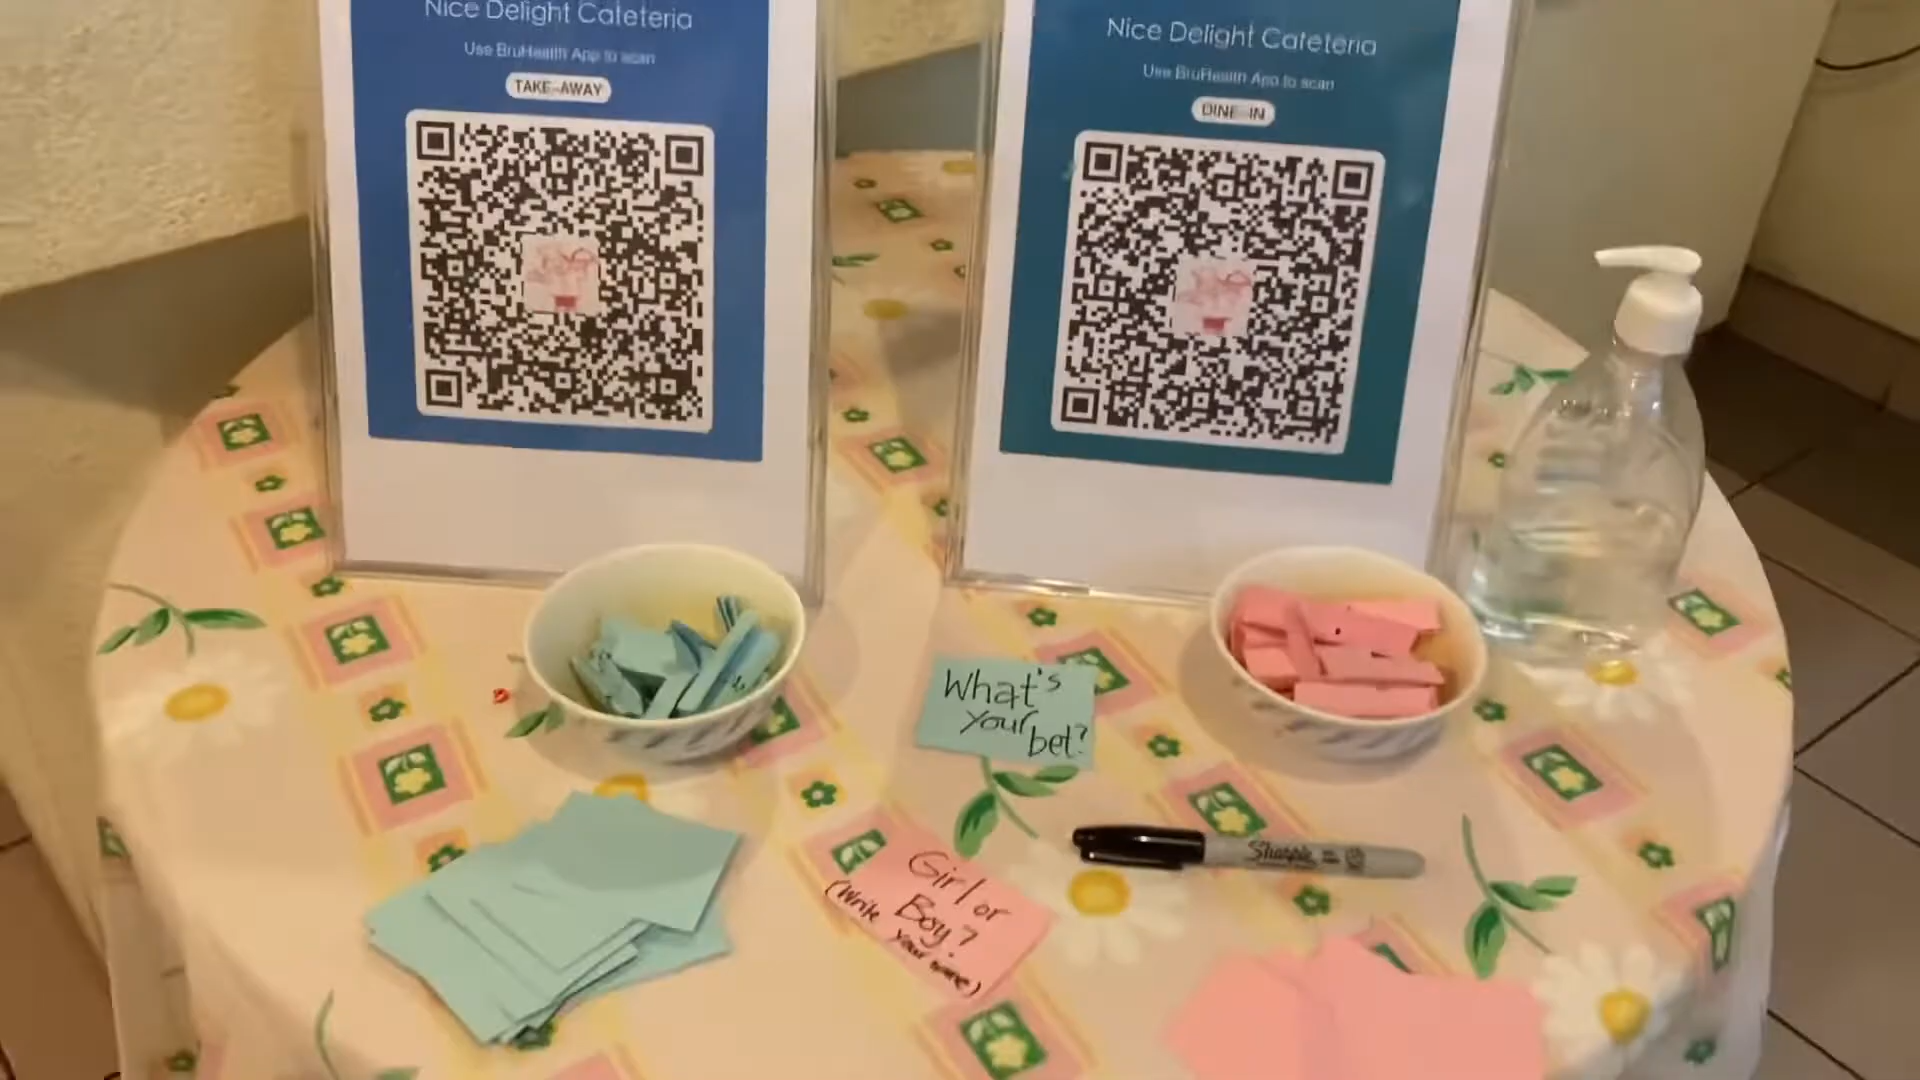 Nice Delight Cafeteria
Use BruHealth App to scan
TAKE-AWAY
Nice Delight Cafeteria
Use BruHealth App to scan
DINE-IN
What's
your
bet?
Girl or
Boy?
(Write your name)
Sharpie